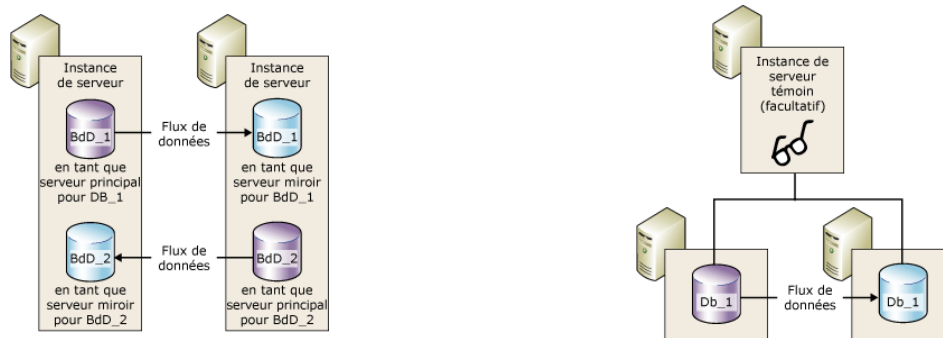 Instance
de serveur
BdD_1
en tant que
serveur principal
pour DB_1
BdD_2
en tant que
serveur miroir
pour BdD_2
Flux de
données
Flux de
données
Instance
de serveur
BdD_1
en tant que
serveur miroir
pour BdD_1
BdD_2
en tant que
serveur principal
pour BdD_2
Instance de
serveur
témoin
(facultatif)
Db_1
Flux de
données
Db_1